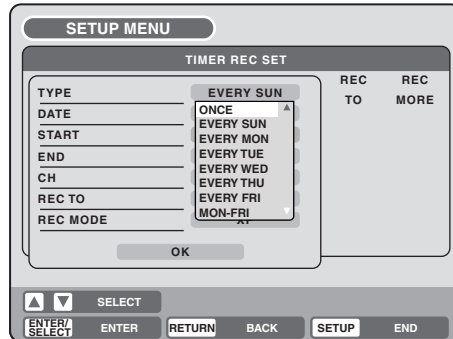 SETUP MENU
TIMER REC SET
REC REC
TO MORE
TYPE EVERY SUN
DATE
START
END
CH
REC TO
REC MODE
ONCE
EVERY SUN
EVERY MON
EVERY TUE
EVERY WED
EVERY THU
EVERY FRI
MON-FRI
OK
SELECT
ENTER/SELECT ENTER RETURN BACK SETUP END